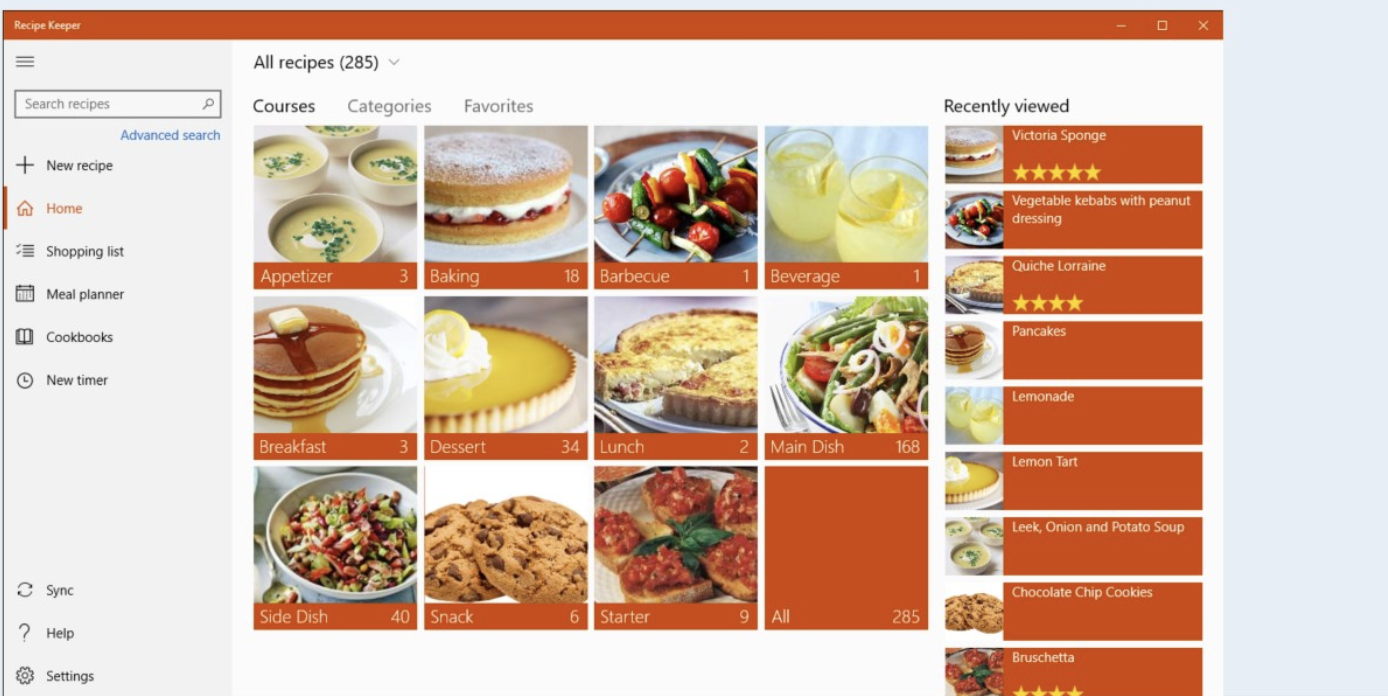 Recipe Keeper
Search recipes
Advanced search
New recipe
Home
Shopping list
Meal planner
Cookbooks
New timer
Sync
Help
Settings
All recipes (285)
Courses Categories Favorites
Appetizer 3
Baking 18
Barbecue 1
Beverage 1
Breakfast 3
Dessert 34
Lunch 2
Main Dish 168
Side Dish 40
Snack 6
Starter 9
All 285
Recently viewed
Victoria Sponge
Vegetable kebabs with peanut
dressing
Quiche Lorraine
Pancakes
Lemonade
Lemon Tart
Leek, Onion and Potato Soup
Chocolate Chip Cookies
Bruschetta